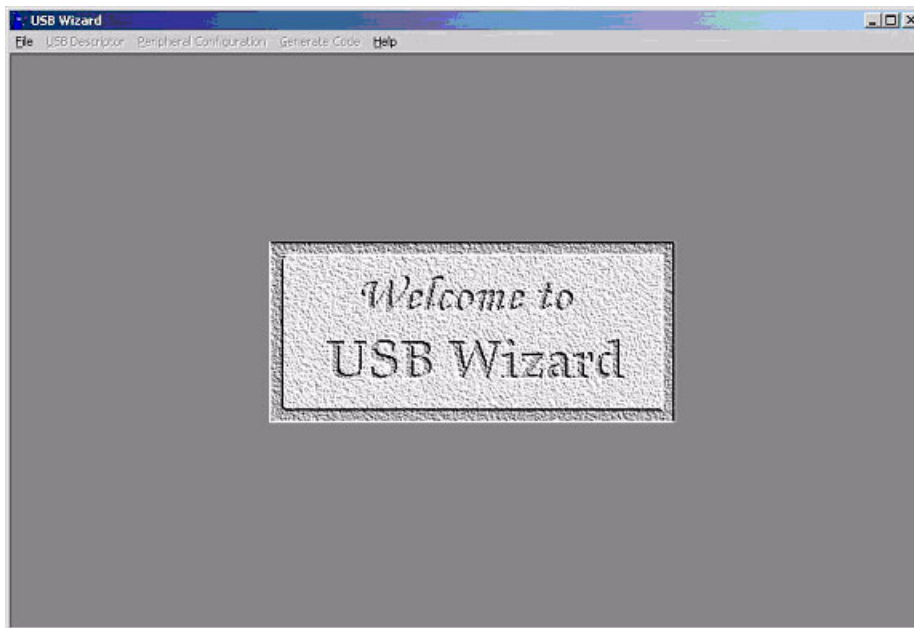 USB Wizard
File USB Descriptor Peripheral Configuration Generate Code Help
Welcome to
USB Wizard